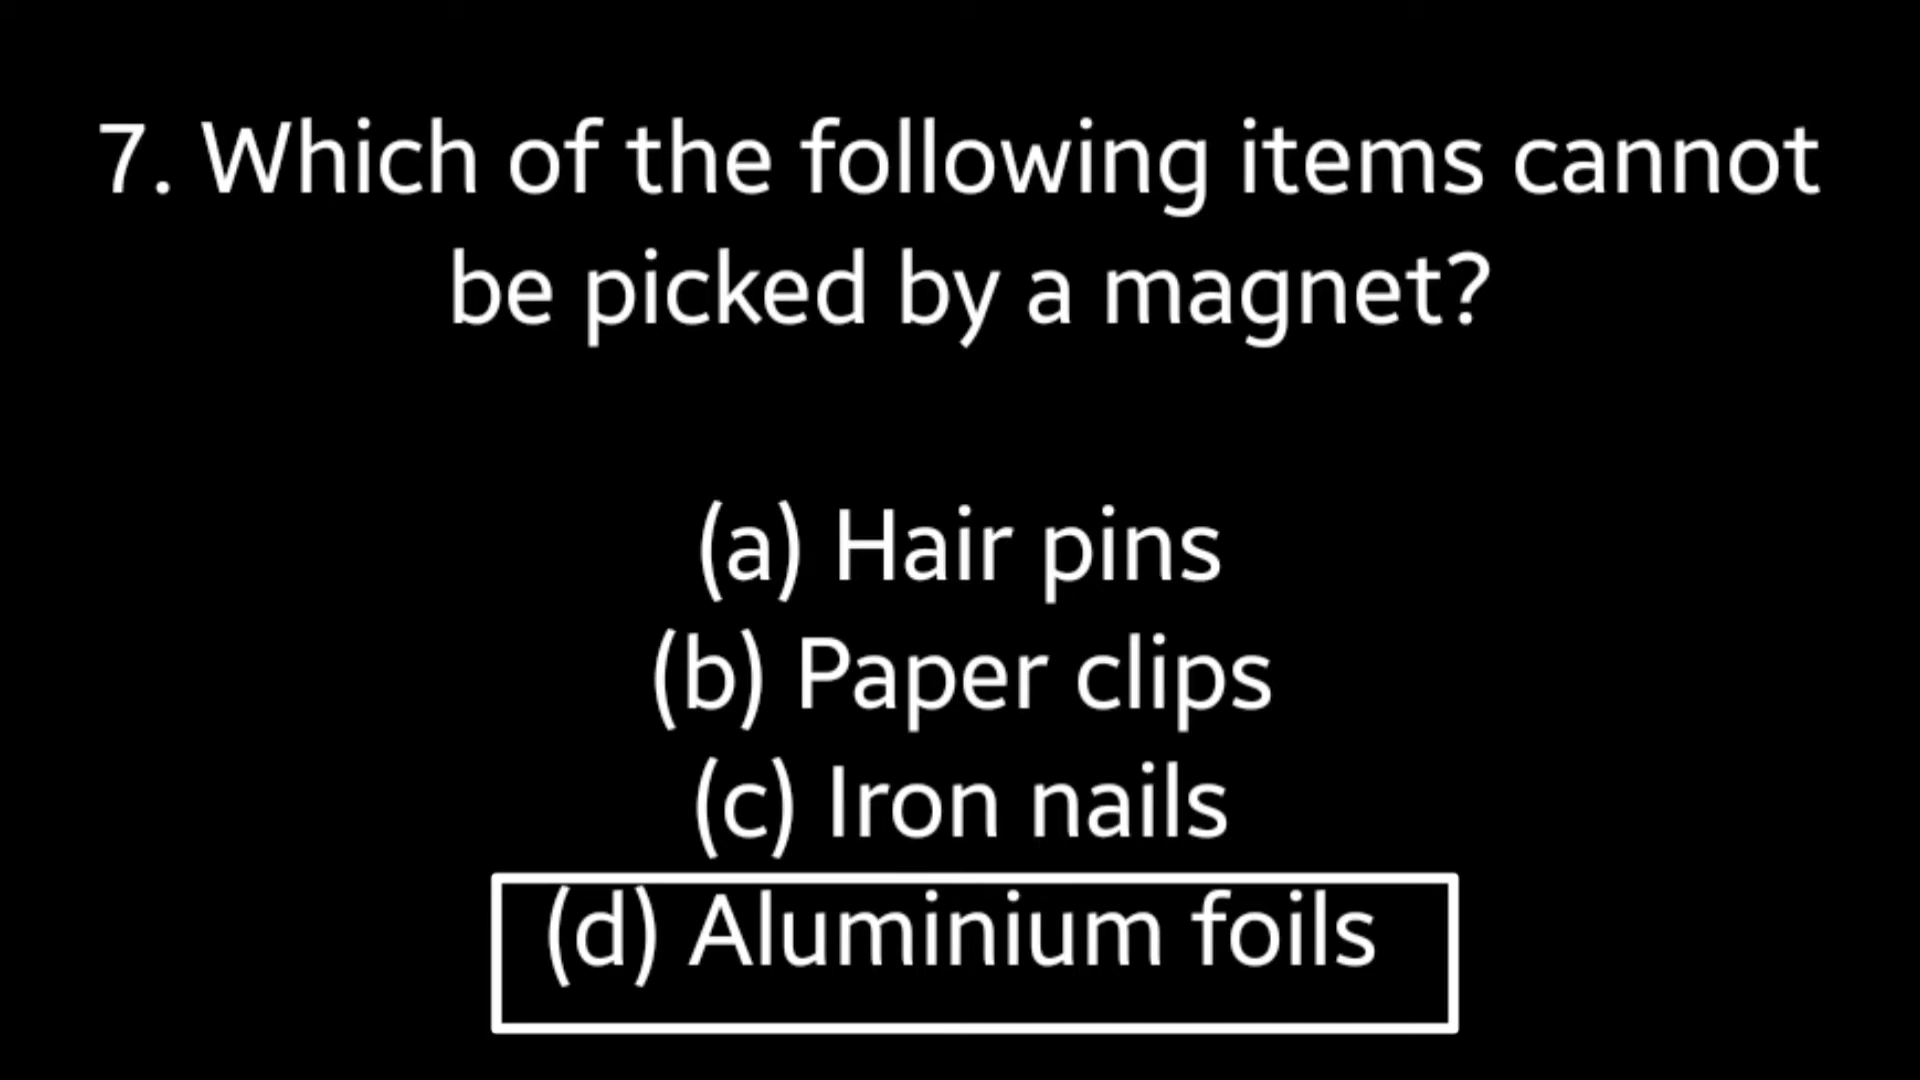 7. Which of the following items cannot
be picked by a magnet?
(a) Hair pins
(b) Paper clips
(c) Iron nails
(d) Aluminium foils